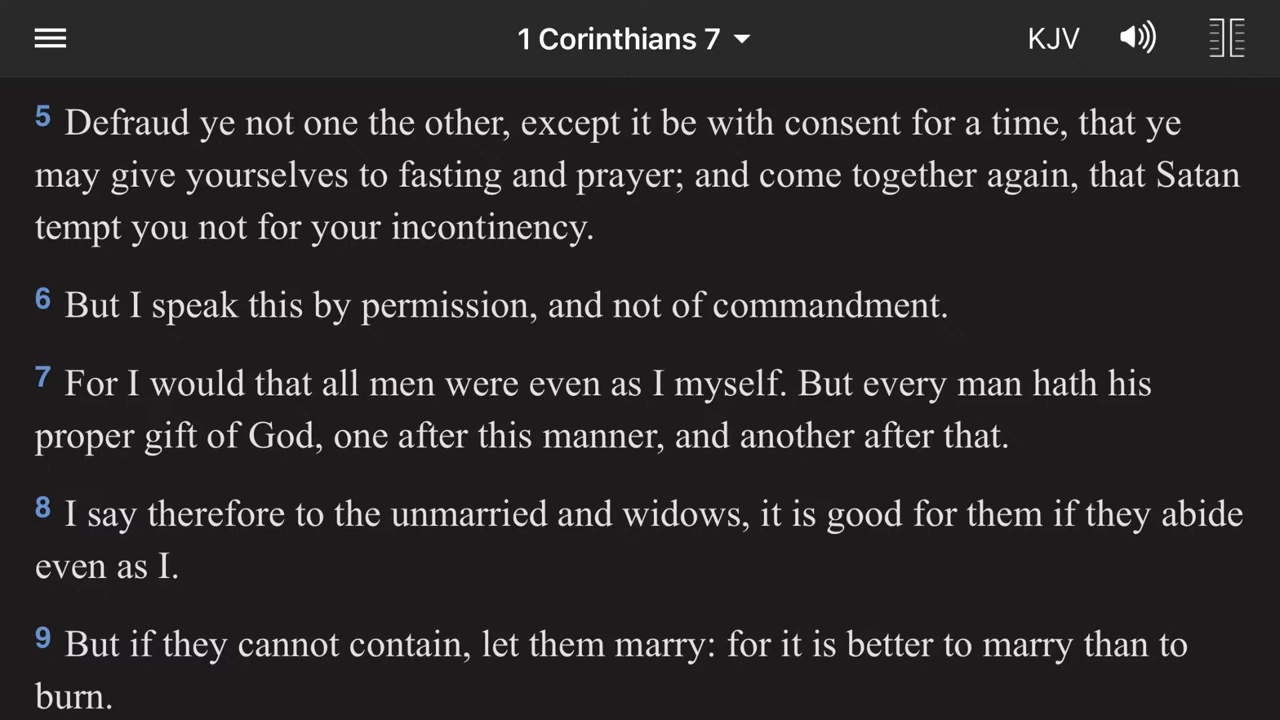 1 Corinthians 7
KJV
5 Defraud ye not one the other, except it be with consent for a time, that ye
may give yourselves to fasting and prayer; and come together again, that Satan
tempt you not for your incontinency.
6 But I speak this by permission, and not of commandment.
7 For I would that all men were even as I myself. But every man hath his
proper gift of God, one after this manner, and another after that.
8 I say therefore to the unmarried and widows, it is good for them if they abide
even as I.
9 But if they cannot contain, let them marry: for it is better to marry than to
burn.